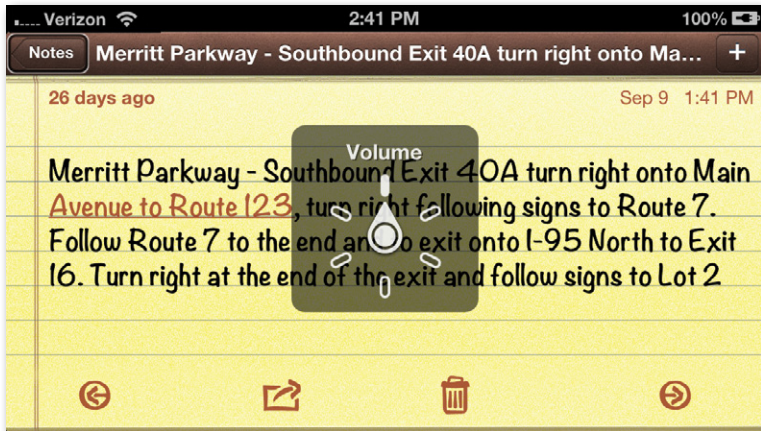 Verizon 2:41 PM 100%
Notes Merritt Parkway - Southbound Exit 40A turn right onto Ma... +
26 days ago Sep 9 1:41 PM
Volume
Merritt Parkway - Southbound Exit 40A turn right onto Main
Avenue to Route 123, turn right following signs to Route 7.
Follow Route 7 to the end and to exit onto I-95 North to Exit
16. Turn right at the end of the exit and follow signs to Lot 2